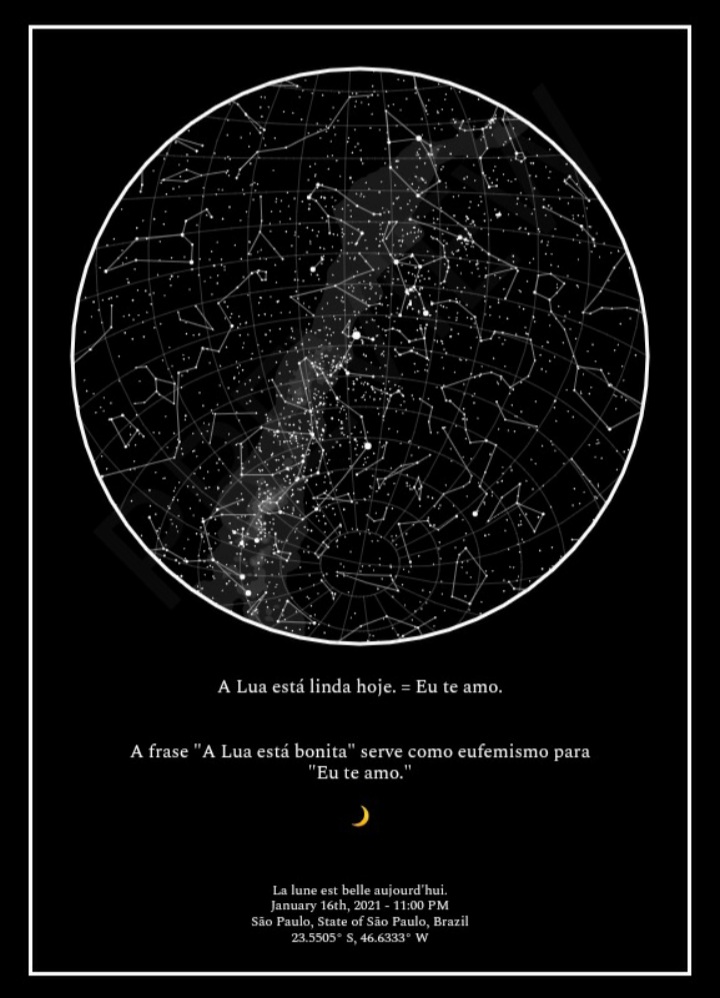 A Lua está linda hoje. = Eu te amo.
A frase "A Lua está bonita" serve como eufemismo para
"Eu te amo."
La lune est belle aujourd'hui.
January 16th, 2021 - 11:00 PM
São Paulo, State of São Paulo, Brazil
23.5505° S, 46.6333° W